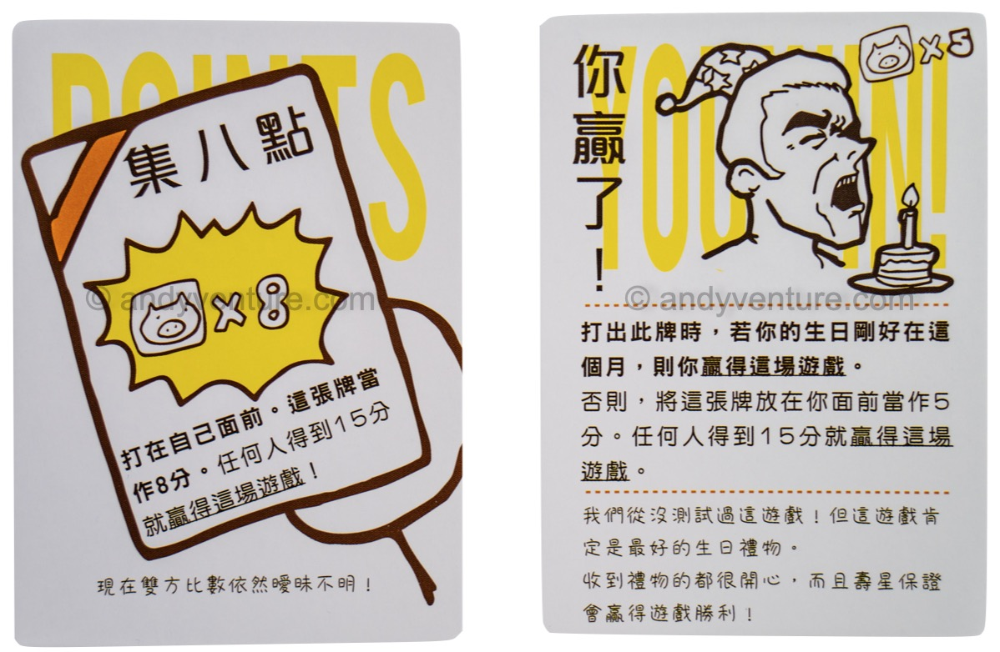 POINTS
集八點
x 8
© andyventure.com
打在自己面前。這張牌當
作8分。任何人得到15分
就贏得這場遊戲!
現在雙方比數依然曖昧不明!
YOU WIN!
你贏了!
x 5
© andyventure.com
打出此牌時,若你的生日剛好在這
個月,則你贏得這場遊戲。
否則,將這張牌放在你面前當作5
分。任何人得到15分就贏得這場
遊戲。
我們從沒測試過這遊戲!但這遊戲肯
定是最好的生日禮物。
收到禮物的都很開心,而且壽星保證
會贏得遊戲勝利!